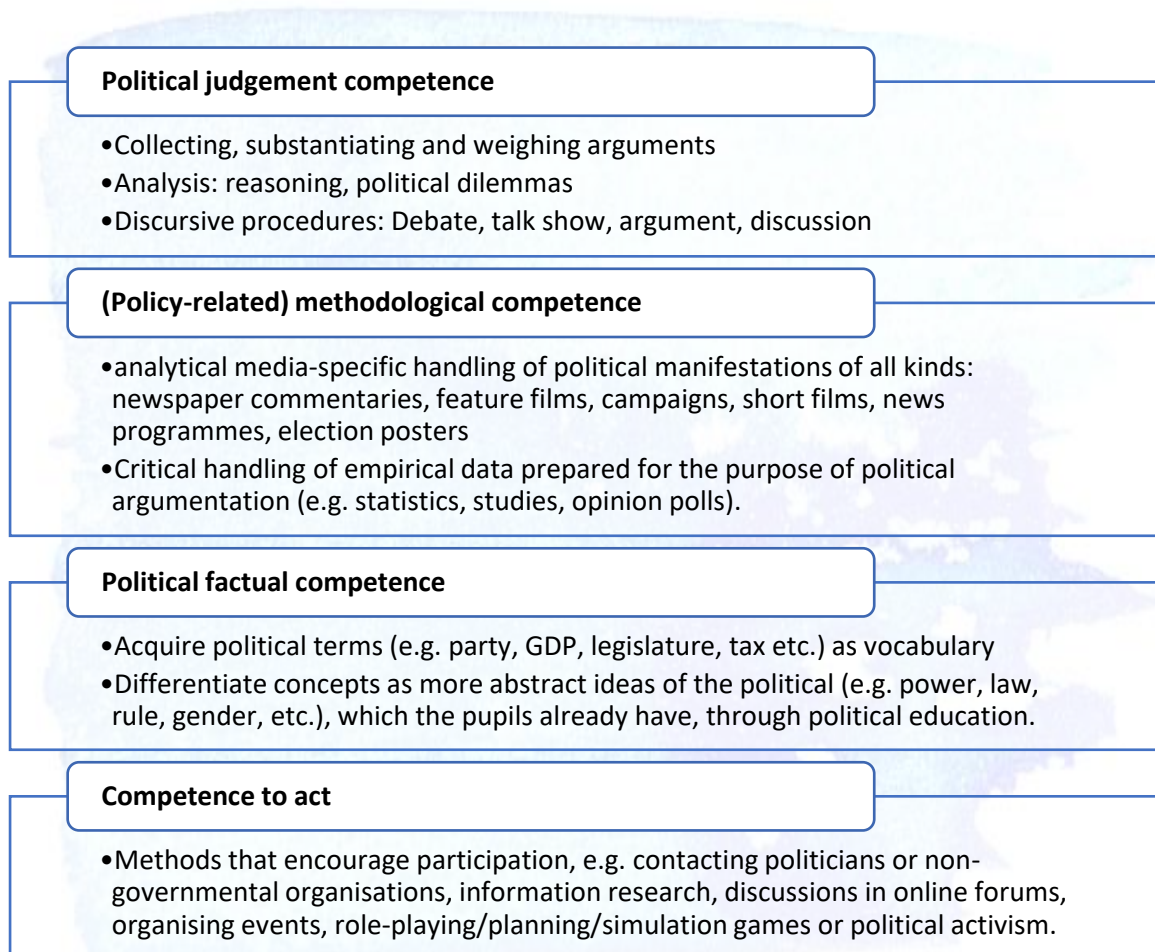 Political judgement competence
•Collecting, substantiating and weighing arguments
•Analysis: reasoning, political dilemmas
•Discursive procedures: Debate, talk show, argument, discussion
(Policy-related) methodological competence
•analytical media-specific handling of political manifestations of all kinds:
newspaper commentaries, feature films, campaigns, short films, news
programmes, election posters
•Critical handling of empirical data prepared for the purpose of political
argumentation (e.g. statistics, studies, opinion polls).
Political factual competence
•Acquire political terms (e.g. party, GDP, legislature, tax etc.) as vocabulary
•Differentiate concepts as more abstract ideas of the political (e.g. power, law,
rule, gender, etc.), which the pupils already have, through political education.
Competence to act
•Methods that encourage participation, e.g. contacting politicians or non-
governmental organisations, information research, discussions in online forums,
organising events, role-playing/planning/simulation games or political activism.